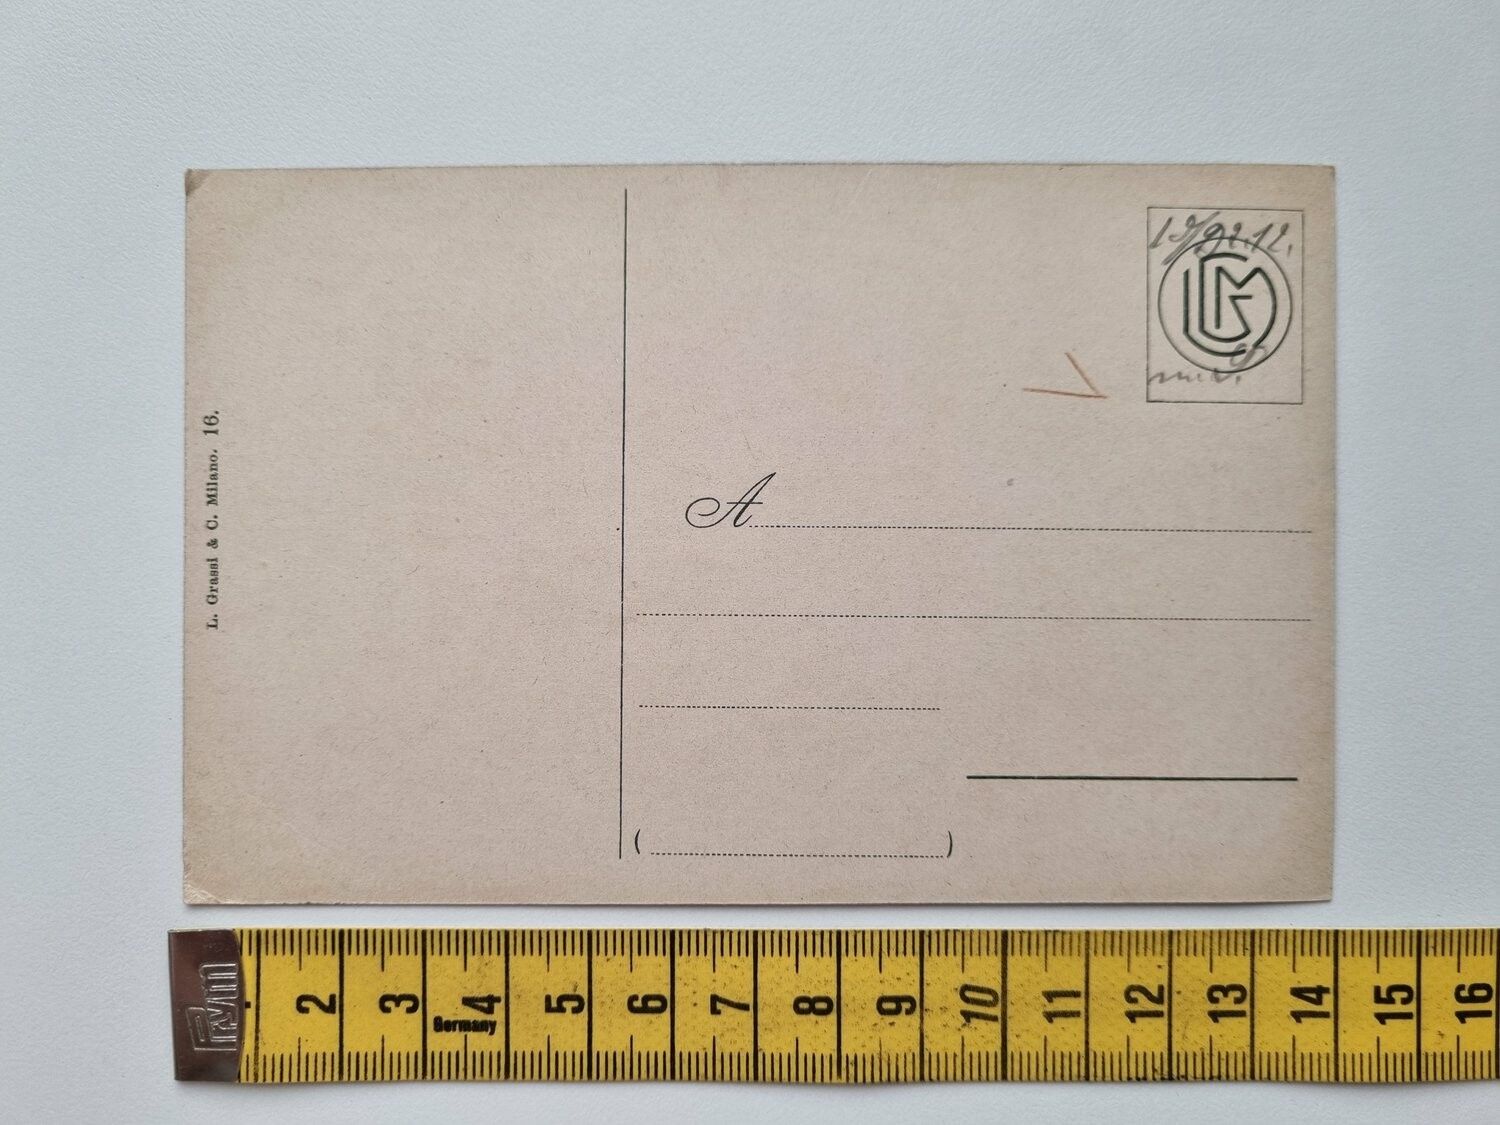 L. Grassi & C. Milano. 16.
A
( )
2 3 4 5 6 7 8 9 10 11 12 13 14 15 16
Germany